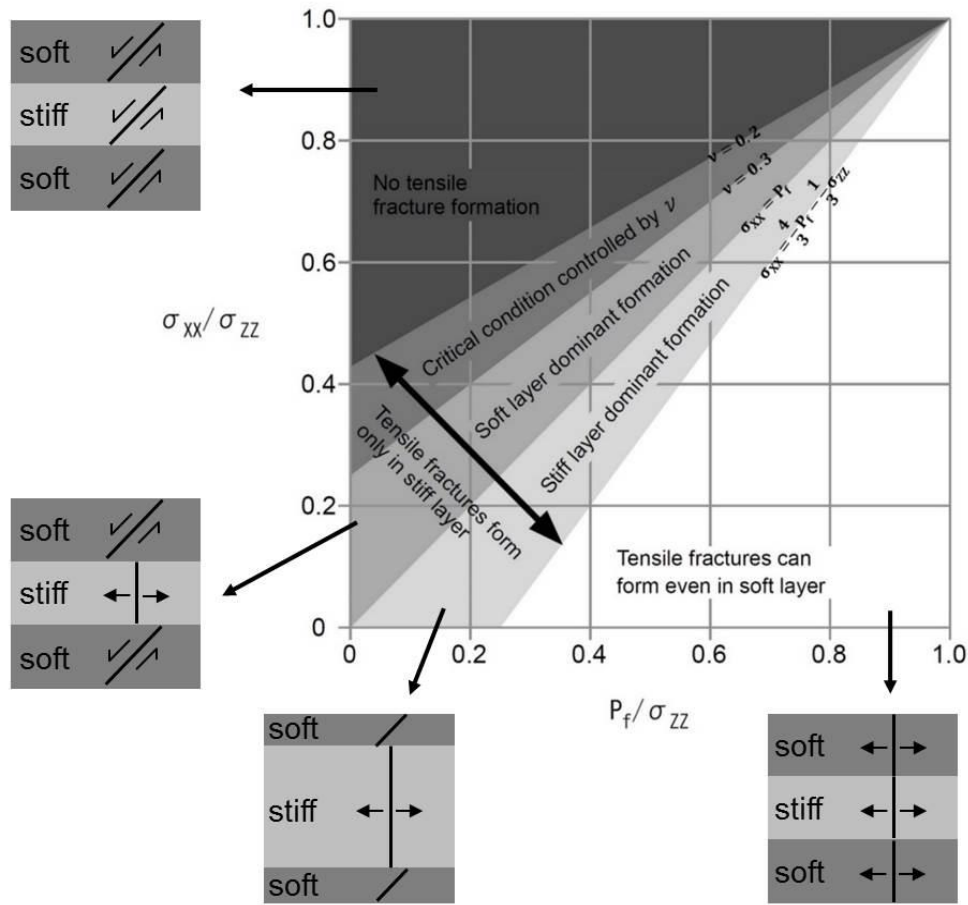 soft
stiff
soft
1.0
0.8
0.6
0.4
0.2
0
σxx/σzz
No tensile
fracture formation
ν = 0.2
ν = 0.3
σxx = Pf
σxx = 4/3 Pf − 1/3 σzz
Critical condition controlled by ν
Soft layer dominant formation
Stiff layer dominant formation
Tensile fractures form
only in stiff layer
Tensile fractures can
form even in soft layer
soft
stiff
soft
0 0.2 0.4 0.6 0.8 1.0
Pf/σzz
soft
stiff
soft
soft
stiff
soft